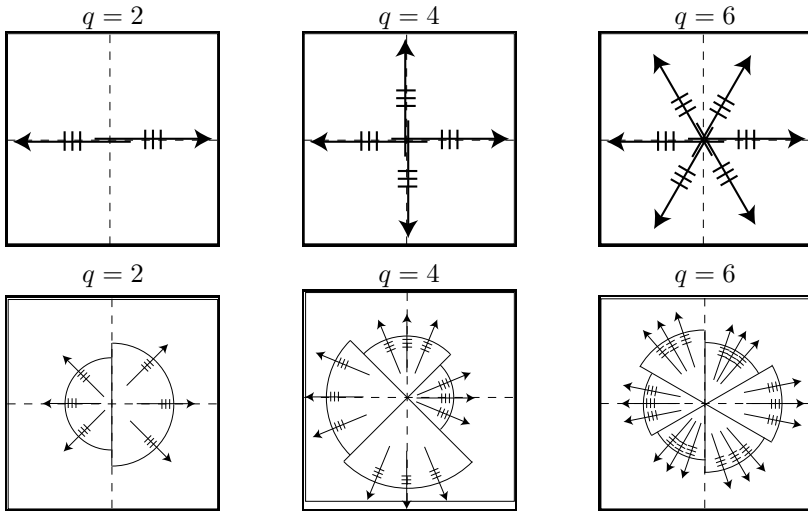 q = 2
q = 4
q = 6
q = 2
q = 4
q = 6